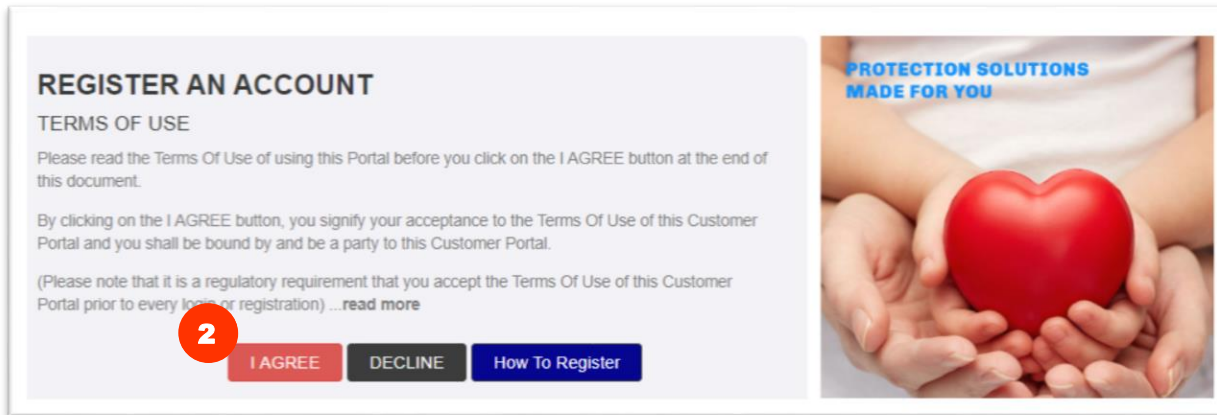 REGISTER AN ACCOUNT
TERMS OF USE
Please read the Terms Of Use of using this Portal before you click on the I AGREE button at the end of
this document.
By clicking on the I AGREE button, you signify your acceptance to the Terms Of Use of this Customer
Portal and you shall be bound by and be a party to this Customer Portal.
(Please note that it is a regulatory requirement that you accept the Terms Of Use of this Customer
Portal prior to every login or registration) ...read more
2
I AGREE
DECLINE
How To Register
PROTECTION SOLUTIONS
MADE FOR YOU